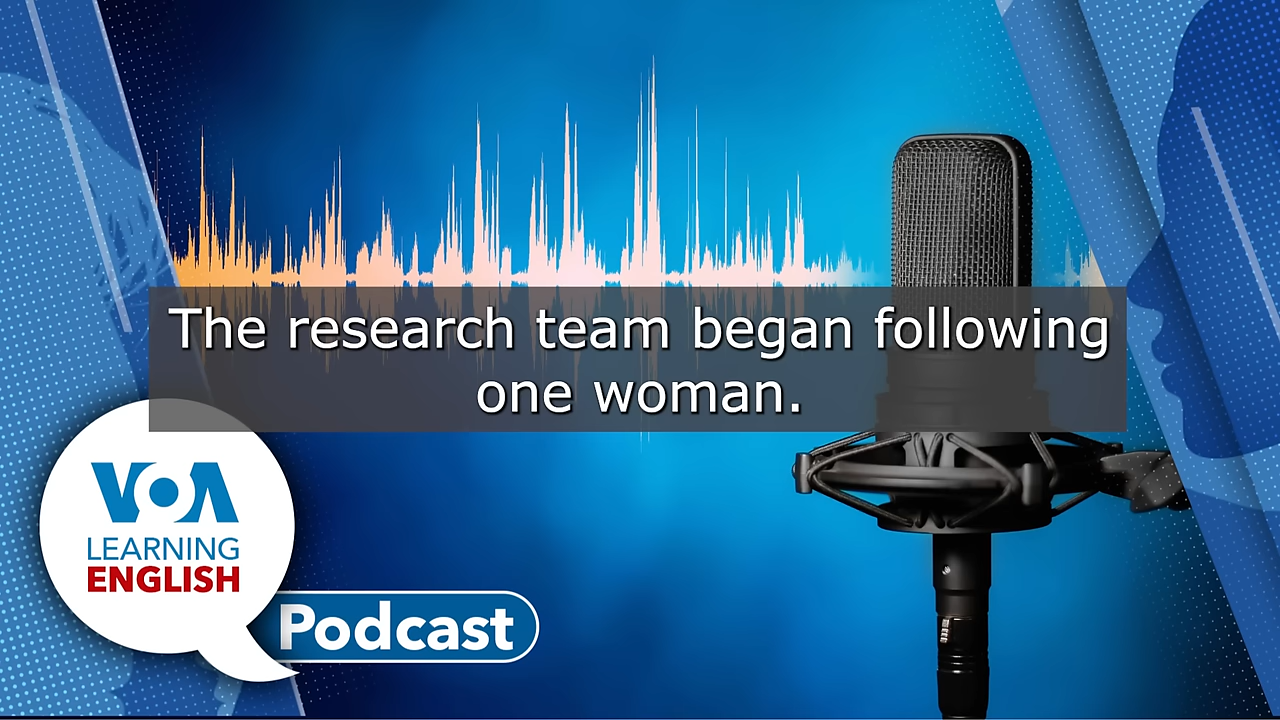 The research team began following
one woman.
VOA
LEARNING
ENGLISH
Podcast